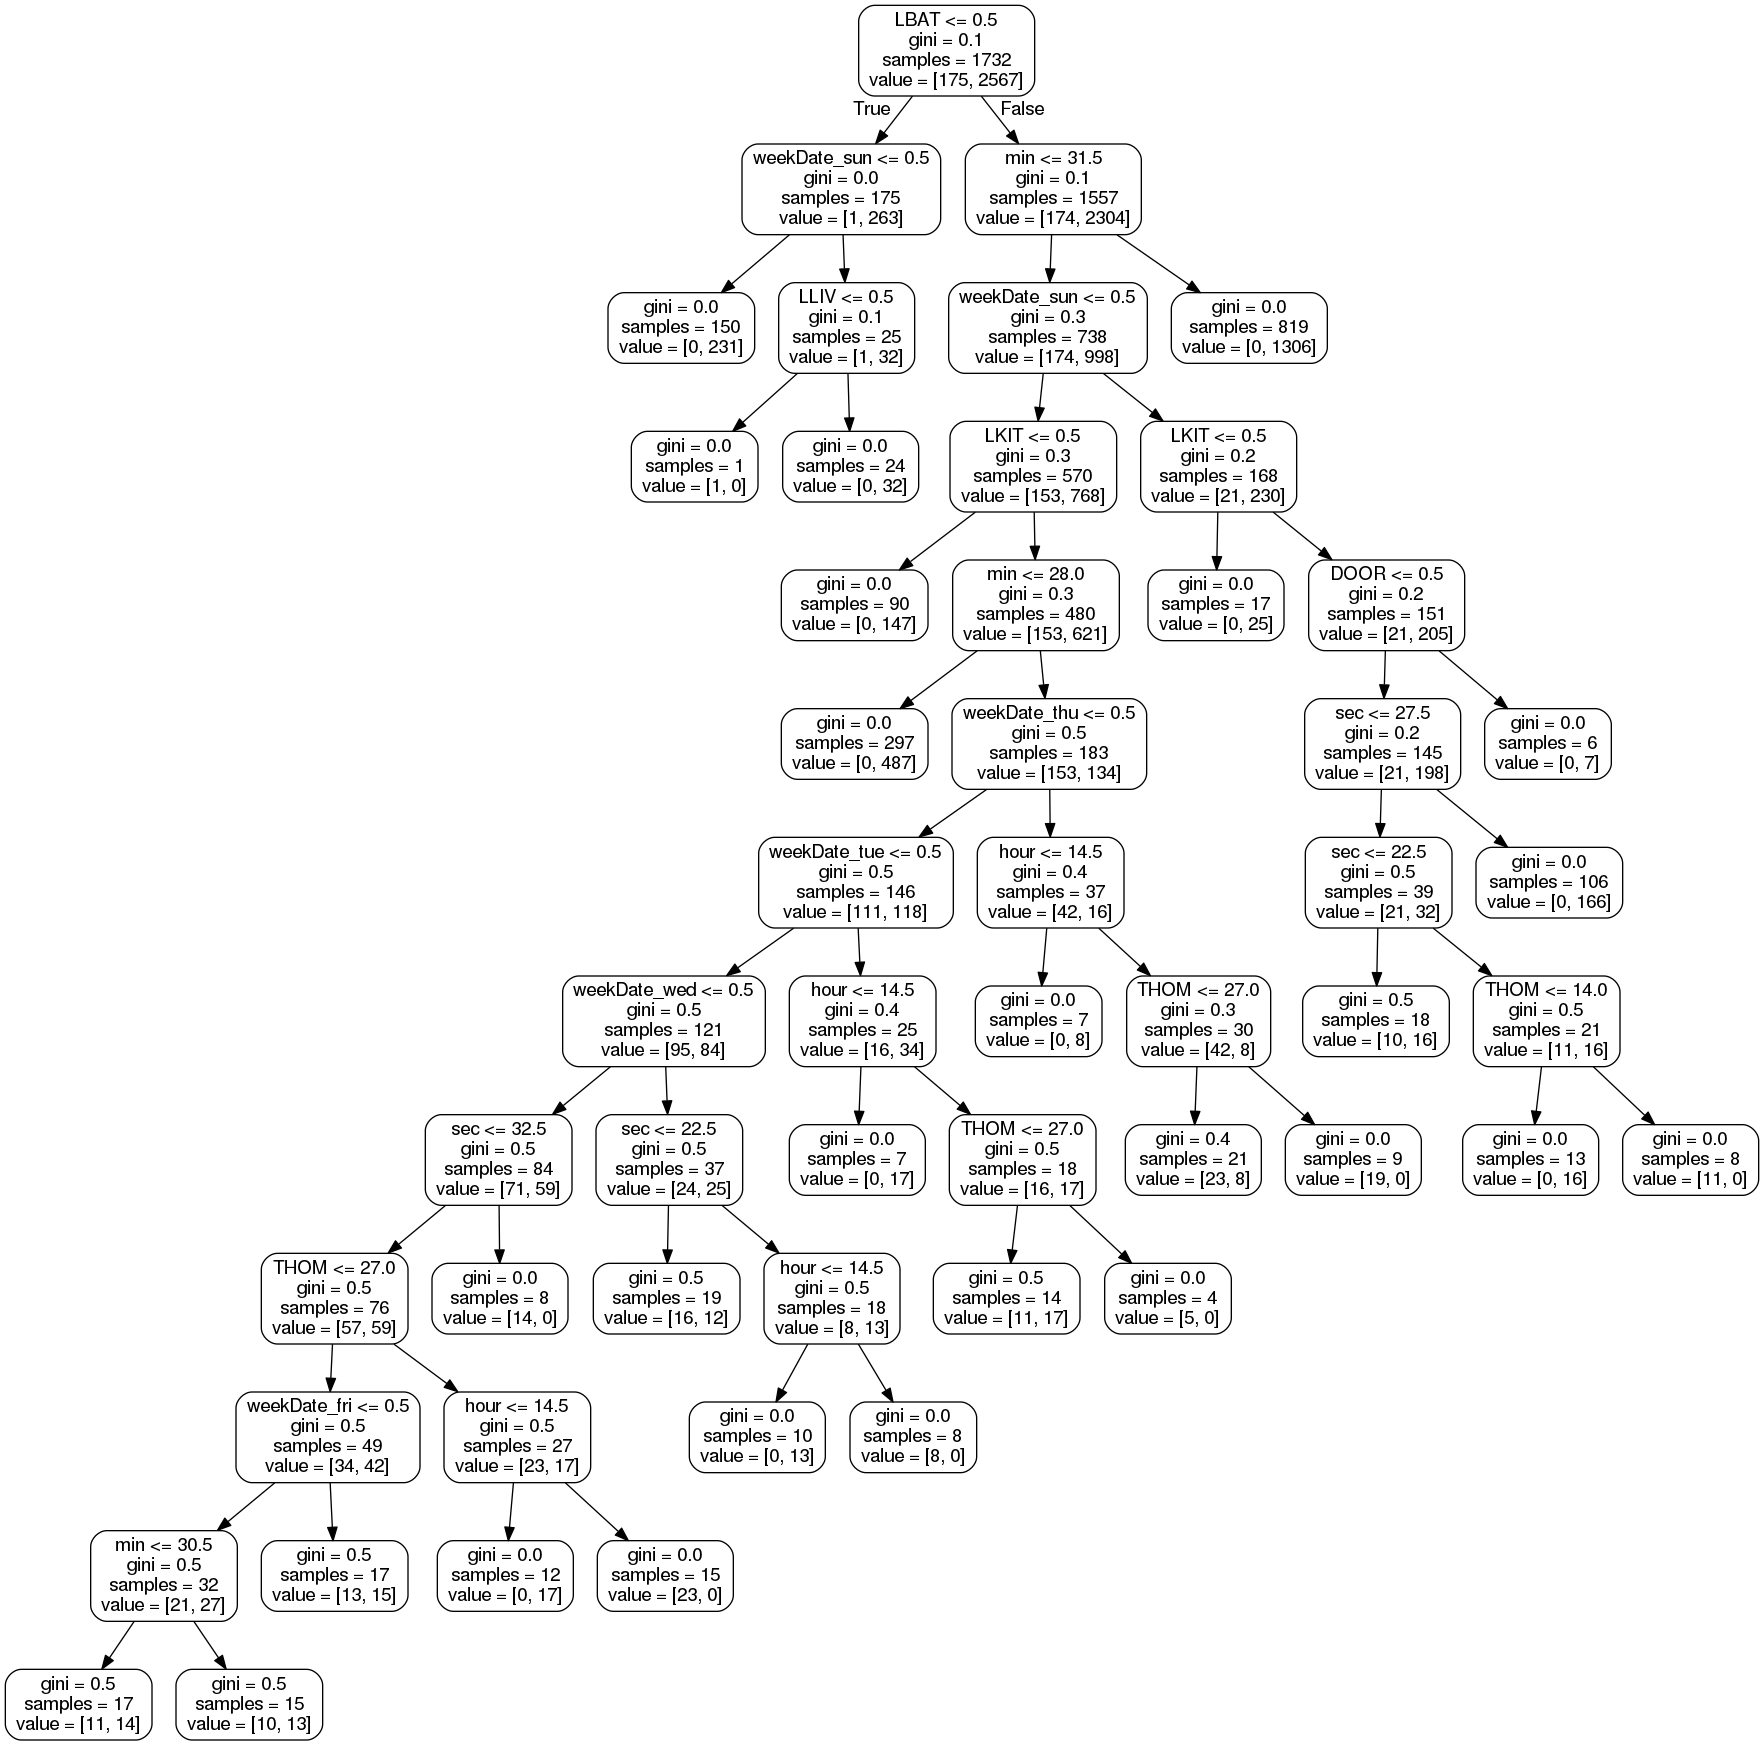 LBAT <= 0.5
gini = 0.1
samples = 1732
value = [175, 2567]
True
False
weekDate_sun <= 0.5
gini = 0.0
samples = 175
value = [1, 263]
min <= 31.5
gini = 0.1
samples = 1557
value = [174, 2304]
gini = 0.0
samples = 150
value = [0, 231]
LLIV <= 0.5
gini = 0.1
samples = 25
value = [1, 32]
weekDate_sun <= 0.5
gini = 0.3
samples = 738
value = [174, 998]
gini = 0.0
samples = 819
value = [0, 1306]
gini = 0.0
samples = 1
value = [1, 0]
gini = 0.0
samples = 24
value = [0, 32]
LKIT <= 0.5
gini = 0.3
samples = 570
value = [153, 768]
LKIT <= 0.5
gini = 0.2
samples = 168
value = [21, 230]
gini = 0.0
samples = 90
value = [0, 147]
min <= 28.0
gini = 0.3
samples = 480
value = [153, 621]
gini = 0.0
samples = 17
value = [0, 25]
DOOR <= 0.5
gini = 0.2
samples = 151
value = [21, 205]
gini = 0.0
samples = 297
value = [0, 487]
weekDate_thu <= 0.5
gini = 0.5
samples = 183
value = [153, 134]
sec <= 27.5
gini = 0.2
samples = 145
value = [21, 198]
gini = 0.0
samples = 6
value = [0, 7]
weekDate_tue <= 0.5
gini = 0.5
samples = 146
value = [111, 118]
hour <= 14.5
gini = 0.4
samples = 37
value = [42, 16]
sec <= 22.5
gini = 0.5
samples = 39
value = [21, 32]
gini = 0.0
samples = 106
value = [0, 166]
weekDate_wed <= 0.5
gini = 0.5
samples = 121
value = [95, 84]
hour <= 14.5
gini = 0.4
samples = 25
value = [16, 34]
gini = 0.0
samples = 7
value = [0, 8]
THOM <= 27.0
gini = 0.3
samples = 30
value = [42, 8]
gini = 0.5
samples = 18
value = [10, 16]
THOM <= 14.0
gini = 0.5
samples = 21
value = [11, 16]
sec <= 32.5
gini = 0.5
samples = 84
value = [71, 59]
sec <= 22.5
gini = 0.5
samples = 37
value = [24, 25]
gini = 0.0
samples = 7
value = [0, 17]
THOM <= 27.0
gini = 0.5
samples = 18
value = [16, 17]
gini = 0.4
samples = 21
value = [23, 8]
gini = 0.0
samples = 9
value = [19, 0]
gini = 0.0
samples = 13
value = [0, 16]
gini = 0.0
samples = 8
value = [11, 0]
THOM <= 27.0
gini = 0.5
samples = 76
value = [57, 59]
gini = 0.0
samples = 8
value = [14, 0]
gini = 0.5
samples = 19
value = [16, 12]
hour <= 14.5
gini = 0.5
samples = 18
value = [8, 13]
gini = 0.5
samples = 14
value = [11, 17]
gini = 0.0
samples = 4
value = [5, 0]
weekDate_fri <= 0.5
gini = 0.5
samples = 49
value = [34, 42]
hour <= 14.5
gini = 0.5
samples = 27
value = [23, 17]
gini = 0.0
samples = 10
value = [0, 13]
gini = 0.0
samples = 8
value = [8, 0]
min <= 30.5
gini = 0.5
samples = 32
value = [21, 27]
gini = 0.5
samples = 17
value = [13, 15]
gini = 0.0
samples = 12
value = [0, 17]
gini = 0.0
samples = 15
value = [23, 0]
gini = 0.5
samples = 17
value = [11, 14]
gini = 0.5
samples = 15
value = [10, 13]